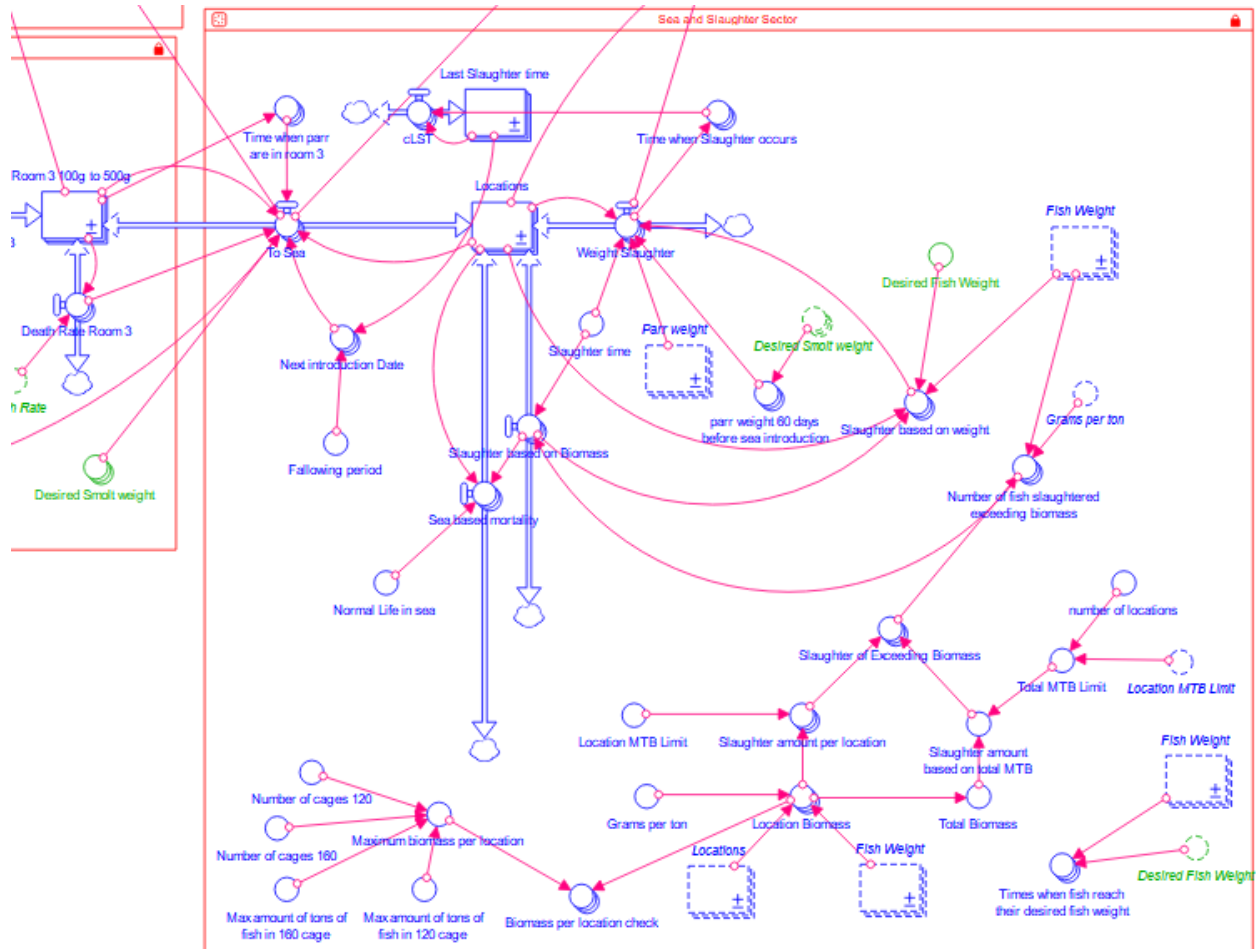 Sea and Slaughter Sector
Last Slaughter time
cLST
Time when Slaughter occurs
Time when parr
are in room 3
Room 3 100g to 500g
Locations
To Sea
Weight Slaughter
Fish Weight
Desired Fish Weight
Death Rate Room 3
Next introduction Date
Slaughter time
Parr weight
Desired Smolt weight
h Rate
parr weight 60 days
before sea introduction
Slaughter based on weight
Grams per ton
Fallowing period
Slaughter based on Biomass
Desired Smolt weight
Sea based mortality
Number of fish slaughtered
exceeding biomass
Normal Life in sea
number of locations
Slaughter of Exceeding Biomass
Total MTB Limit
Location MTB Limit
Location MTB Limit
Slaughter amount per location
Slaughter amount
based on total MTB
Fish Weight
Number of cages 120
Grams per ton
Location Biomass
Total Biomass
Maximum biomass per location
Number of cages 160
Locations
Fish Weight
Desired Fish Weight
Max amount of tons of
fish in 160 cage
Max amount of tons of
fish in 120 cage
Biomass per location check
Times when fish reach
their desired fish weight